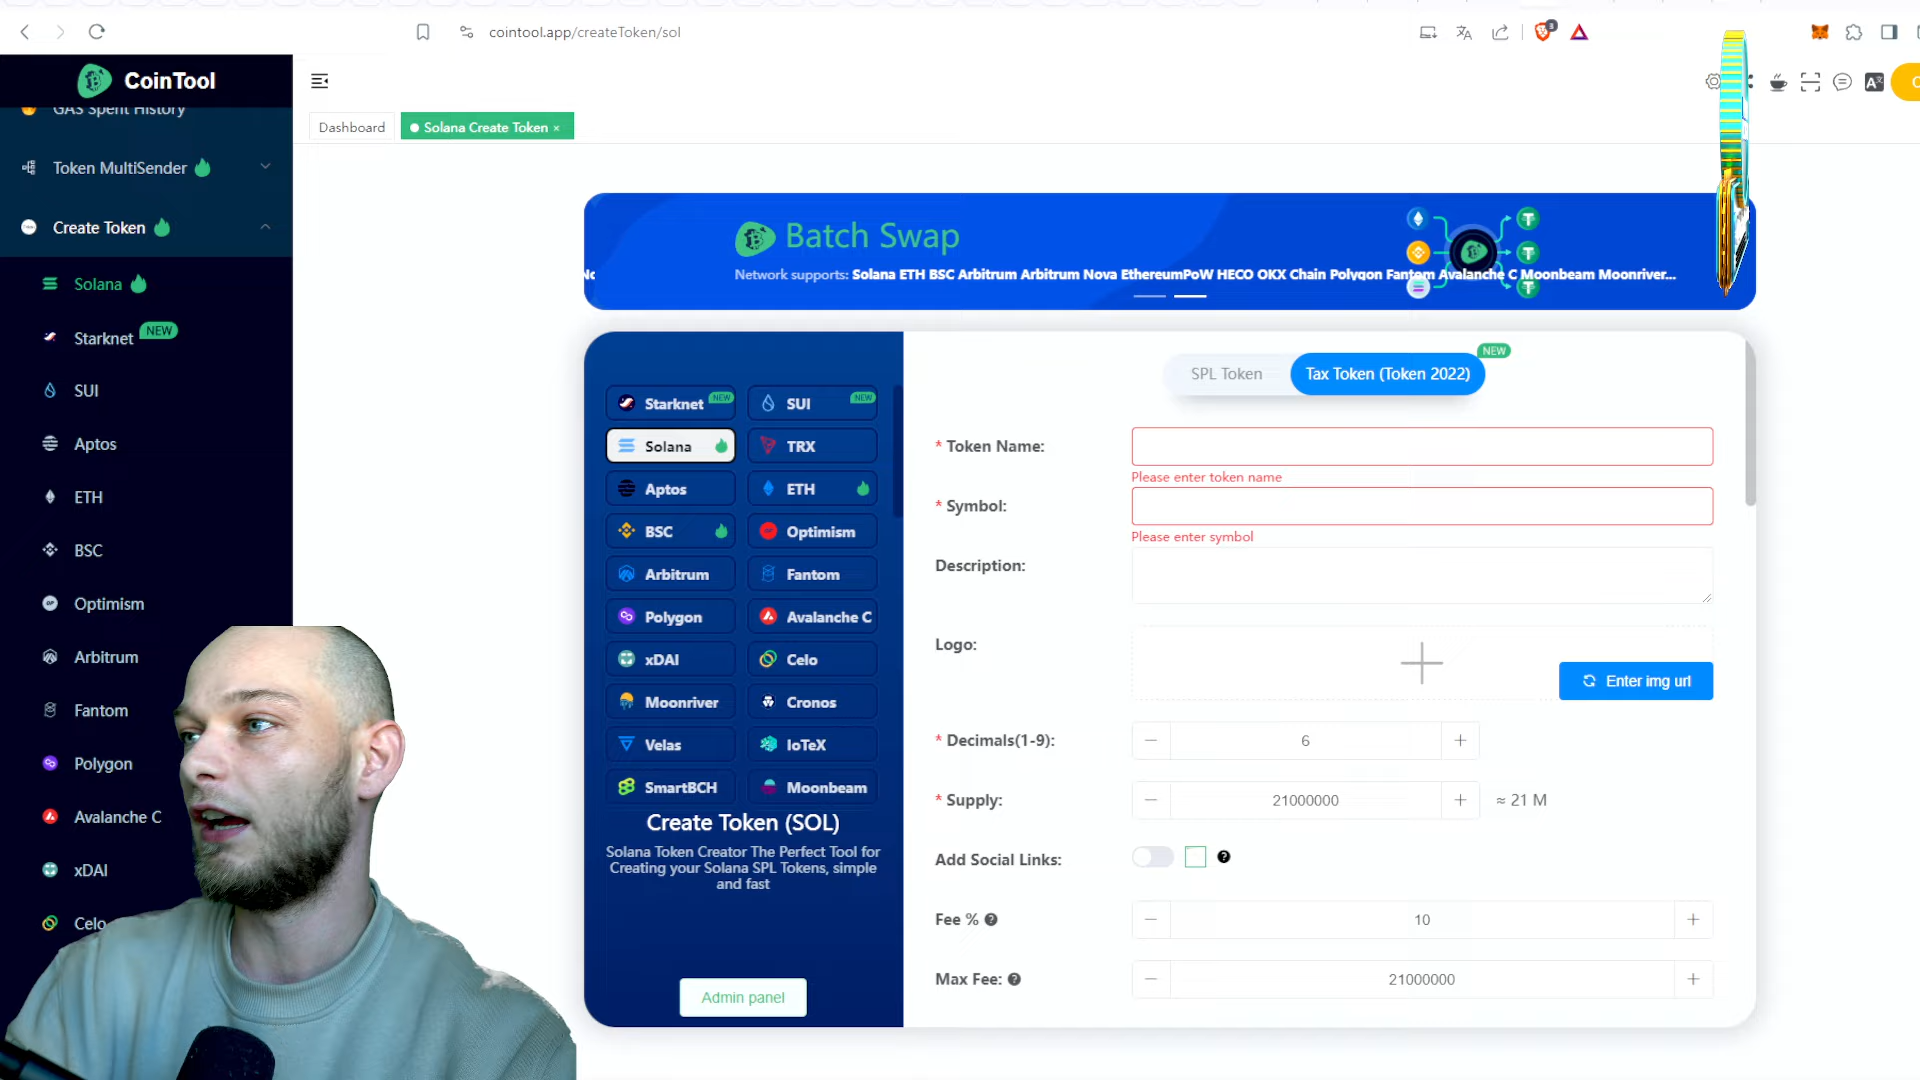 cointool.app/createToken/sol
3
CoinTool
GAS Spent History
Token MultiSender
Create Token
Solana
Starknet NEW
SUI
Aptos
ETH
BSC
Optimism
Arbitrum
Fantom
Polygon
Avalanche C
xDAI
Celo
Dashboard
Solana Create Token ×
Batch Swap
Network supports: Solana ETH BSC Arbitrum Arbitrum Nova EthereumPoW HECO OKX Chain Polygon Fantom Avalanche C Moonbeam Moonriver...
Starknet NEW
SUI NEW
Solana
TRX
Aptos
ETH
BSC
Optimism
Arbitrum
Fantom
Polygon
Avalanche C
xDAI
Celo
Moonriver
Cronos
Velas
IoTeX
SmartBCH
Moonbeam
Create Token (SOL)
Solana Token Creator The Perfect Tool for
Creating your Solana SPL Tokens, simple
and fast
Admin panel
SPL Token
Tax Token (Token 2022)
NEW
* Token Name:
Please enter token name
* Symbol:
Please enter symbol
Description:
Logo:
Enter img url
* Decimals(1-9):
6
* Supply:
21000000
≈ 21 M
Add Social Links:
Fee %
10
Max Fee:
21000000